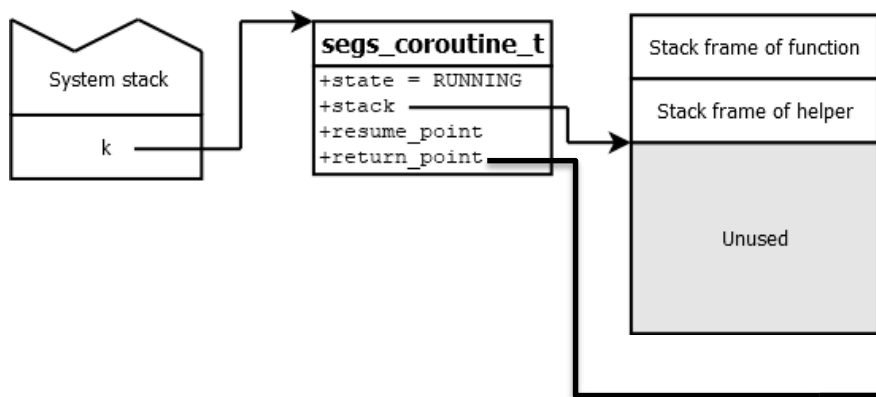 System stack
k
segs_coroutine_t
+state = RUNNING
+stack
+resume_point
+return_point
Stack frame of function
Stack frame of helper
Unused